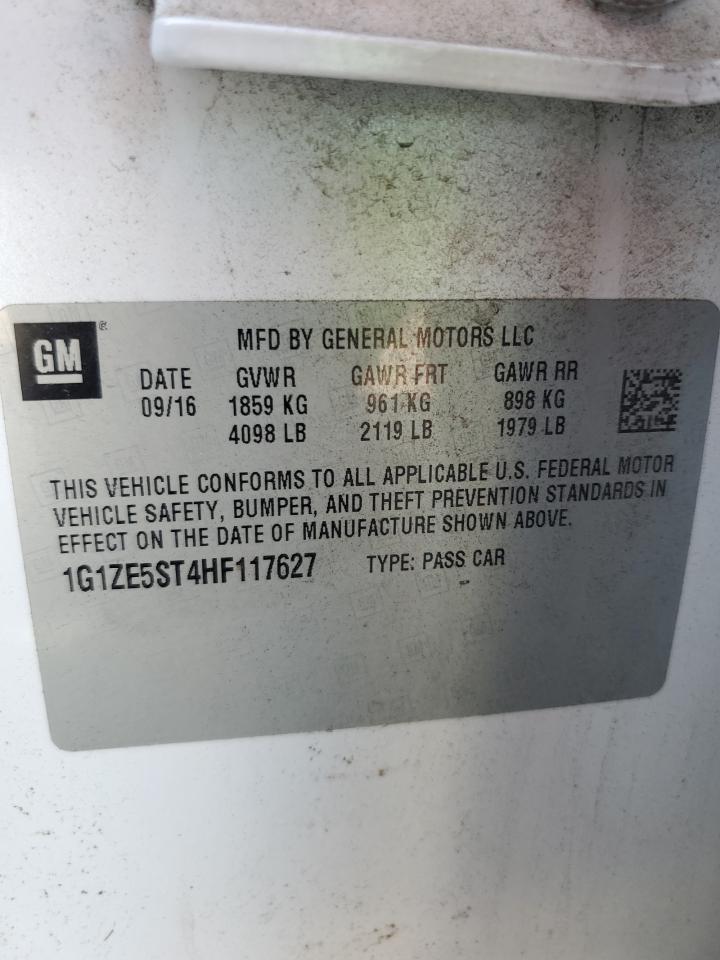 GM
MFD BY GENERAL MOTORS LLC
DATE GVWR GAWR FRT GAWR RR
09/16 1859 KG 961 KG 898 KG
4098 LB 2119 LB 1979 LB
THIS VEHICLE CONFORMS TO ALL APPLICABLE U.S. FEDERAL MOTOR
VEHICLE SAFETY, BUMPER, AND THEFT PREVENTION STANDARDS IN
EFFECT ON THE DATE OF MANUFACTURE SHOWN ABOVE.
1G1ZE5ST4HF117627 TYPE: PASS CAR